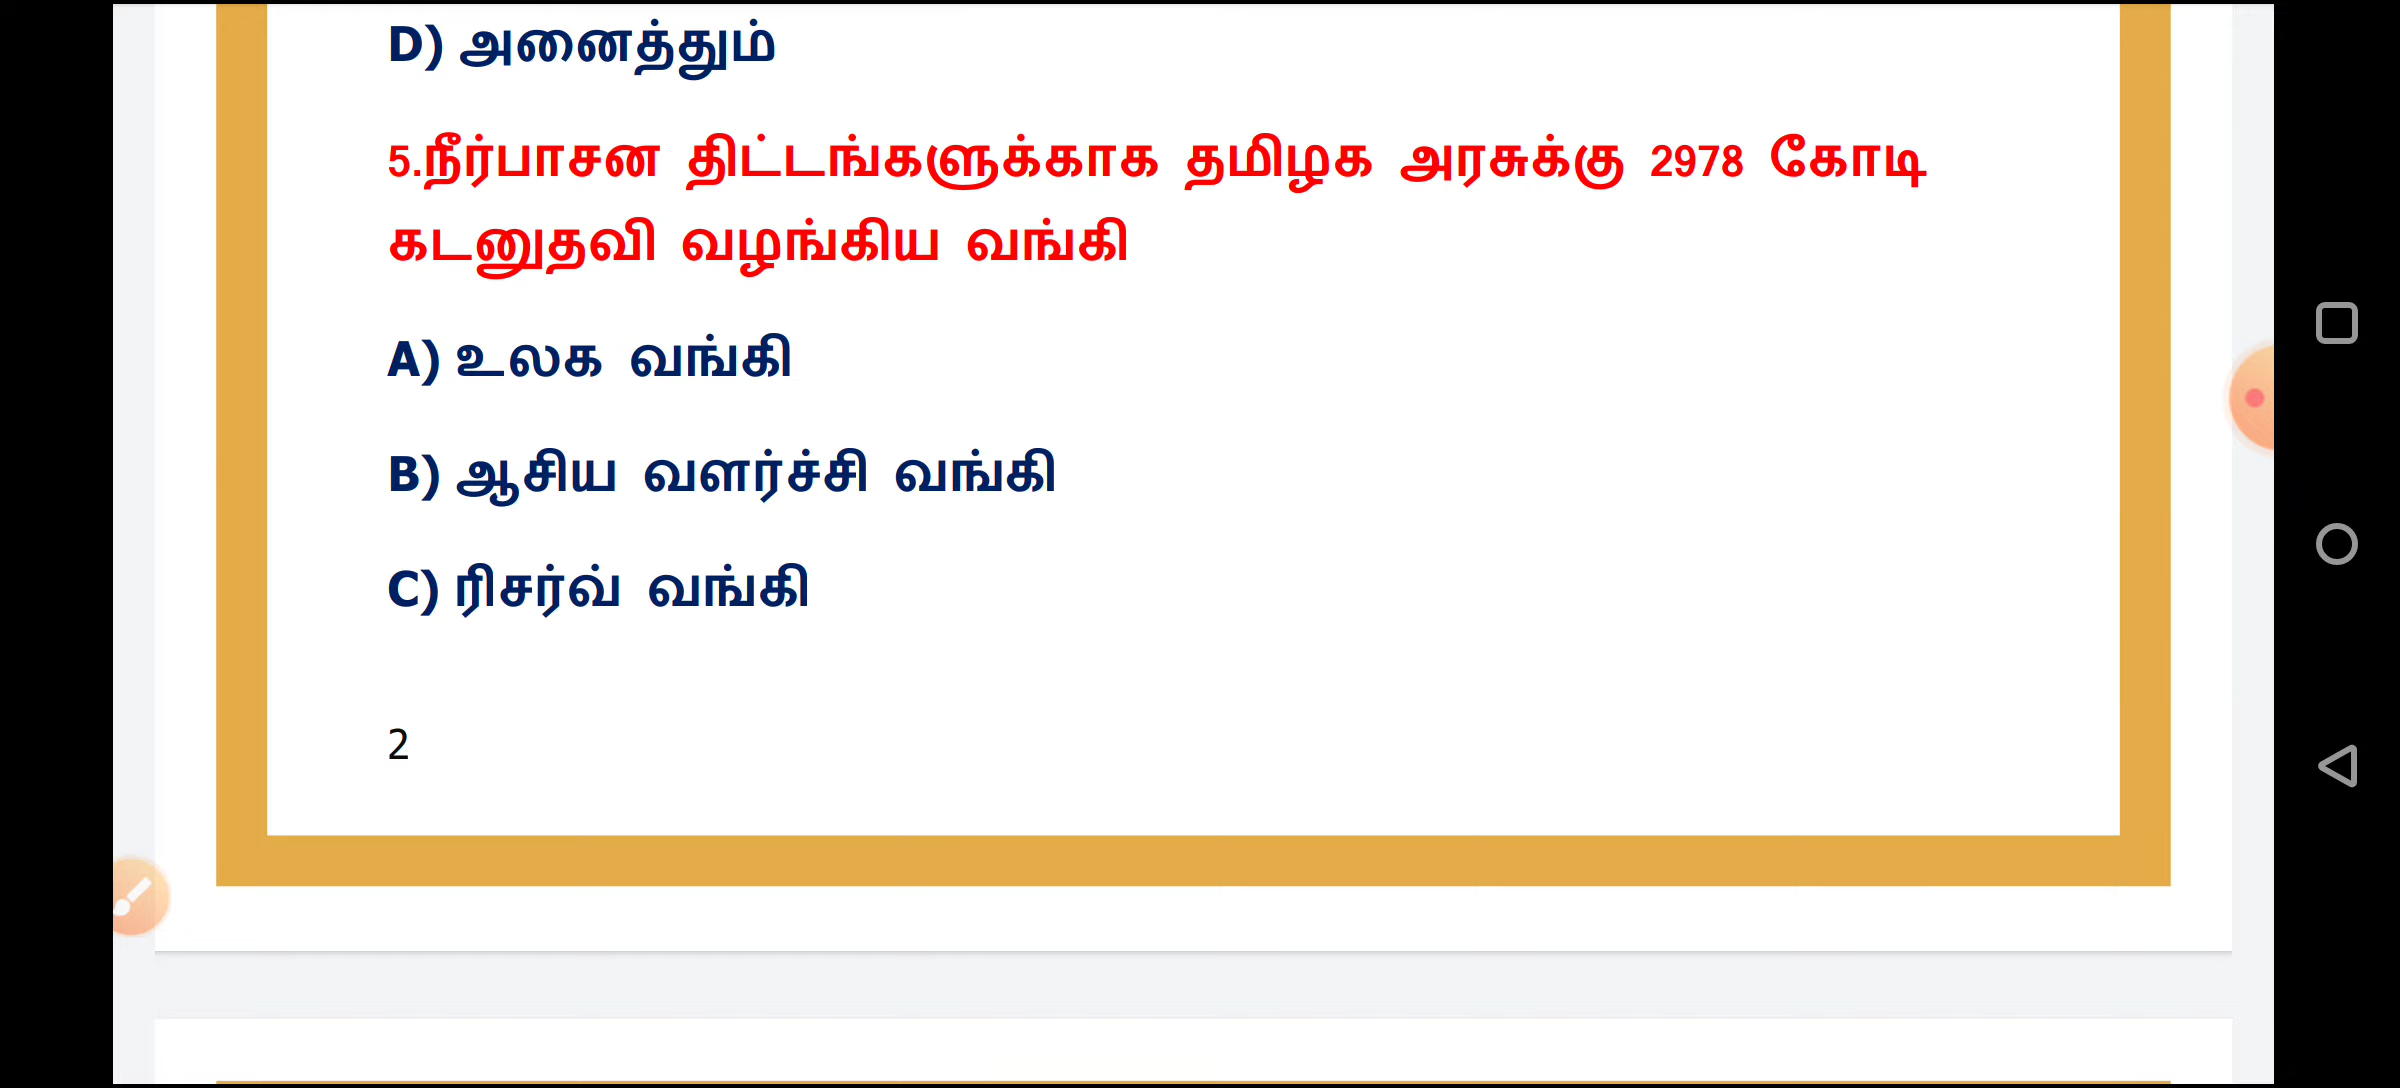 D) அனைத்தும்
5.நீர்பாசன திட்டங்களுக்காக தமிழக அரசுக்கு 2978 கோடி
கடனுதவி வழங்கிய வங்கி
A) உலக வங்கி
B) ஆசிய வளர்ச்சி வங்கி
C) ரிசர்வ் வங்கி
2